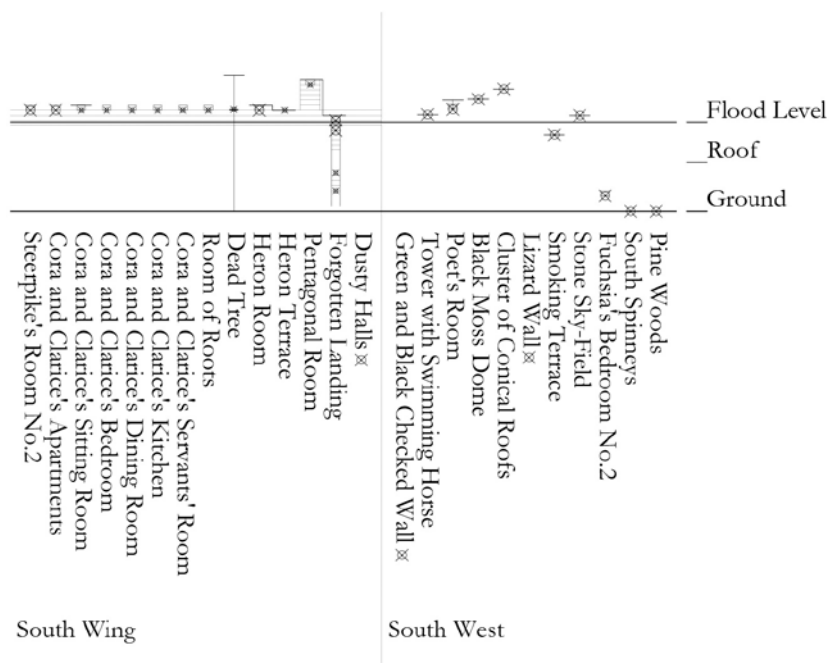 Flood Level
Roof
Ground
Steerpike's Room No.2
Cora and Clarice's Apartments
Cora and Clarice's Sitting Room
Cora and Clarice's Bedroom
Cora and Clarice's Dining Room
Cora and Clarice's Kitchen
Cora and Clarice's Servants' Room
Room of Roots
Dead Tree
Heron Room
Heron Terrace
Pentagonal Room
Forgotten Landing
Dusty Halls
Green and Black Checked Wall
Tower with Swimming Horse
Poet's Room
Black Moss Dome
Cluster of Conical Roofs
Lizard Wall
Smoking Terrace
Stone Sky-Field
Fuchsia's Bedroom No.2
South Spinneys
Pine Woods
South Wing
South West